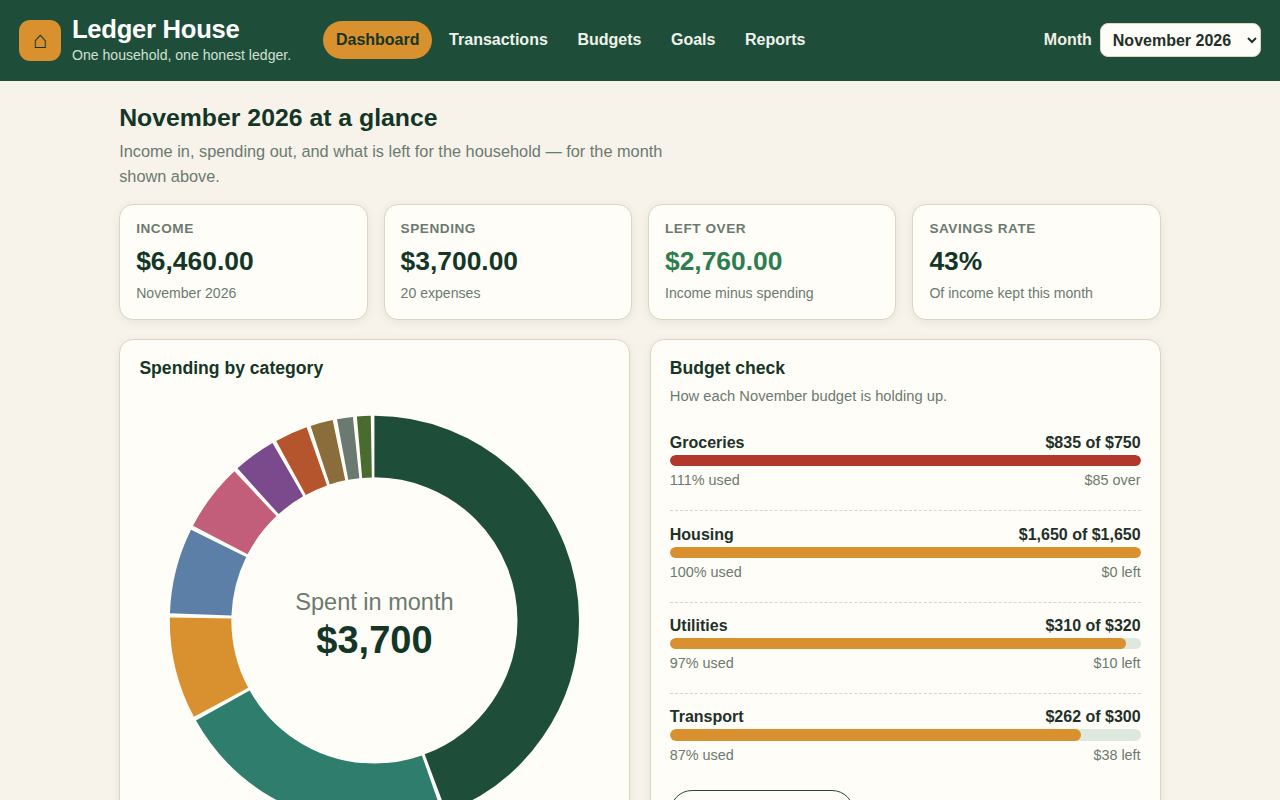 Ledger House
One household, one honest ledger.
Dashboard
Transactions
Budgets
Goals
Reports
Month
November 2026
November 2026 at a glance
Income in, spending out, and what is left for the household — for the month
shown above.
INCOME
$6,460.00
November 2026
SPENDING
$3,700.00
20 expenses
LEFT OVER
$2,760.00
Income minus spending
SAVINGS RATE
43%
Of income kept this month
Spending by category
Spent in month
$3,700
Budget check
How each November budget is holding up.
Groceries $835 of $750
111% used $85 over
Housing $1,650 of $1,650
100% used $0 left
Utilities $310 of $320
97% used $10 left
Transport $262 of $300
87% used $38 left